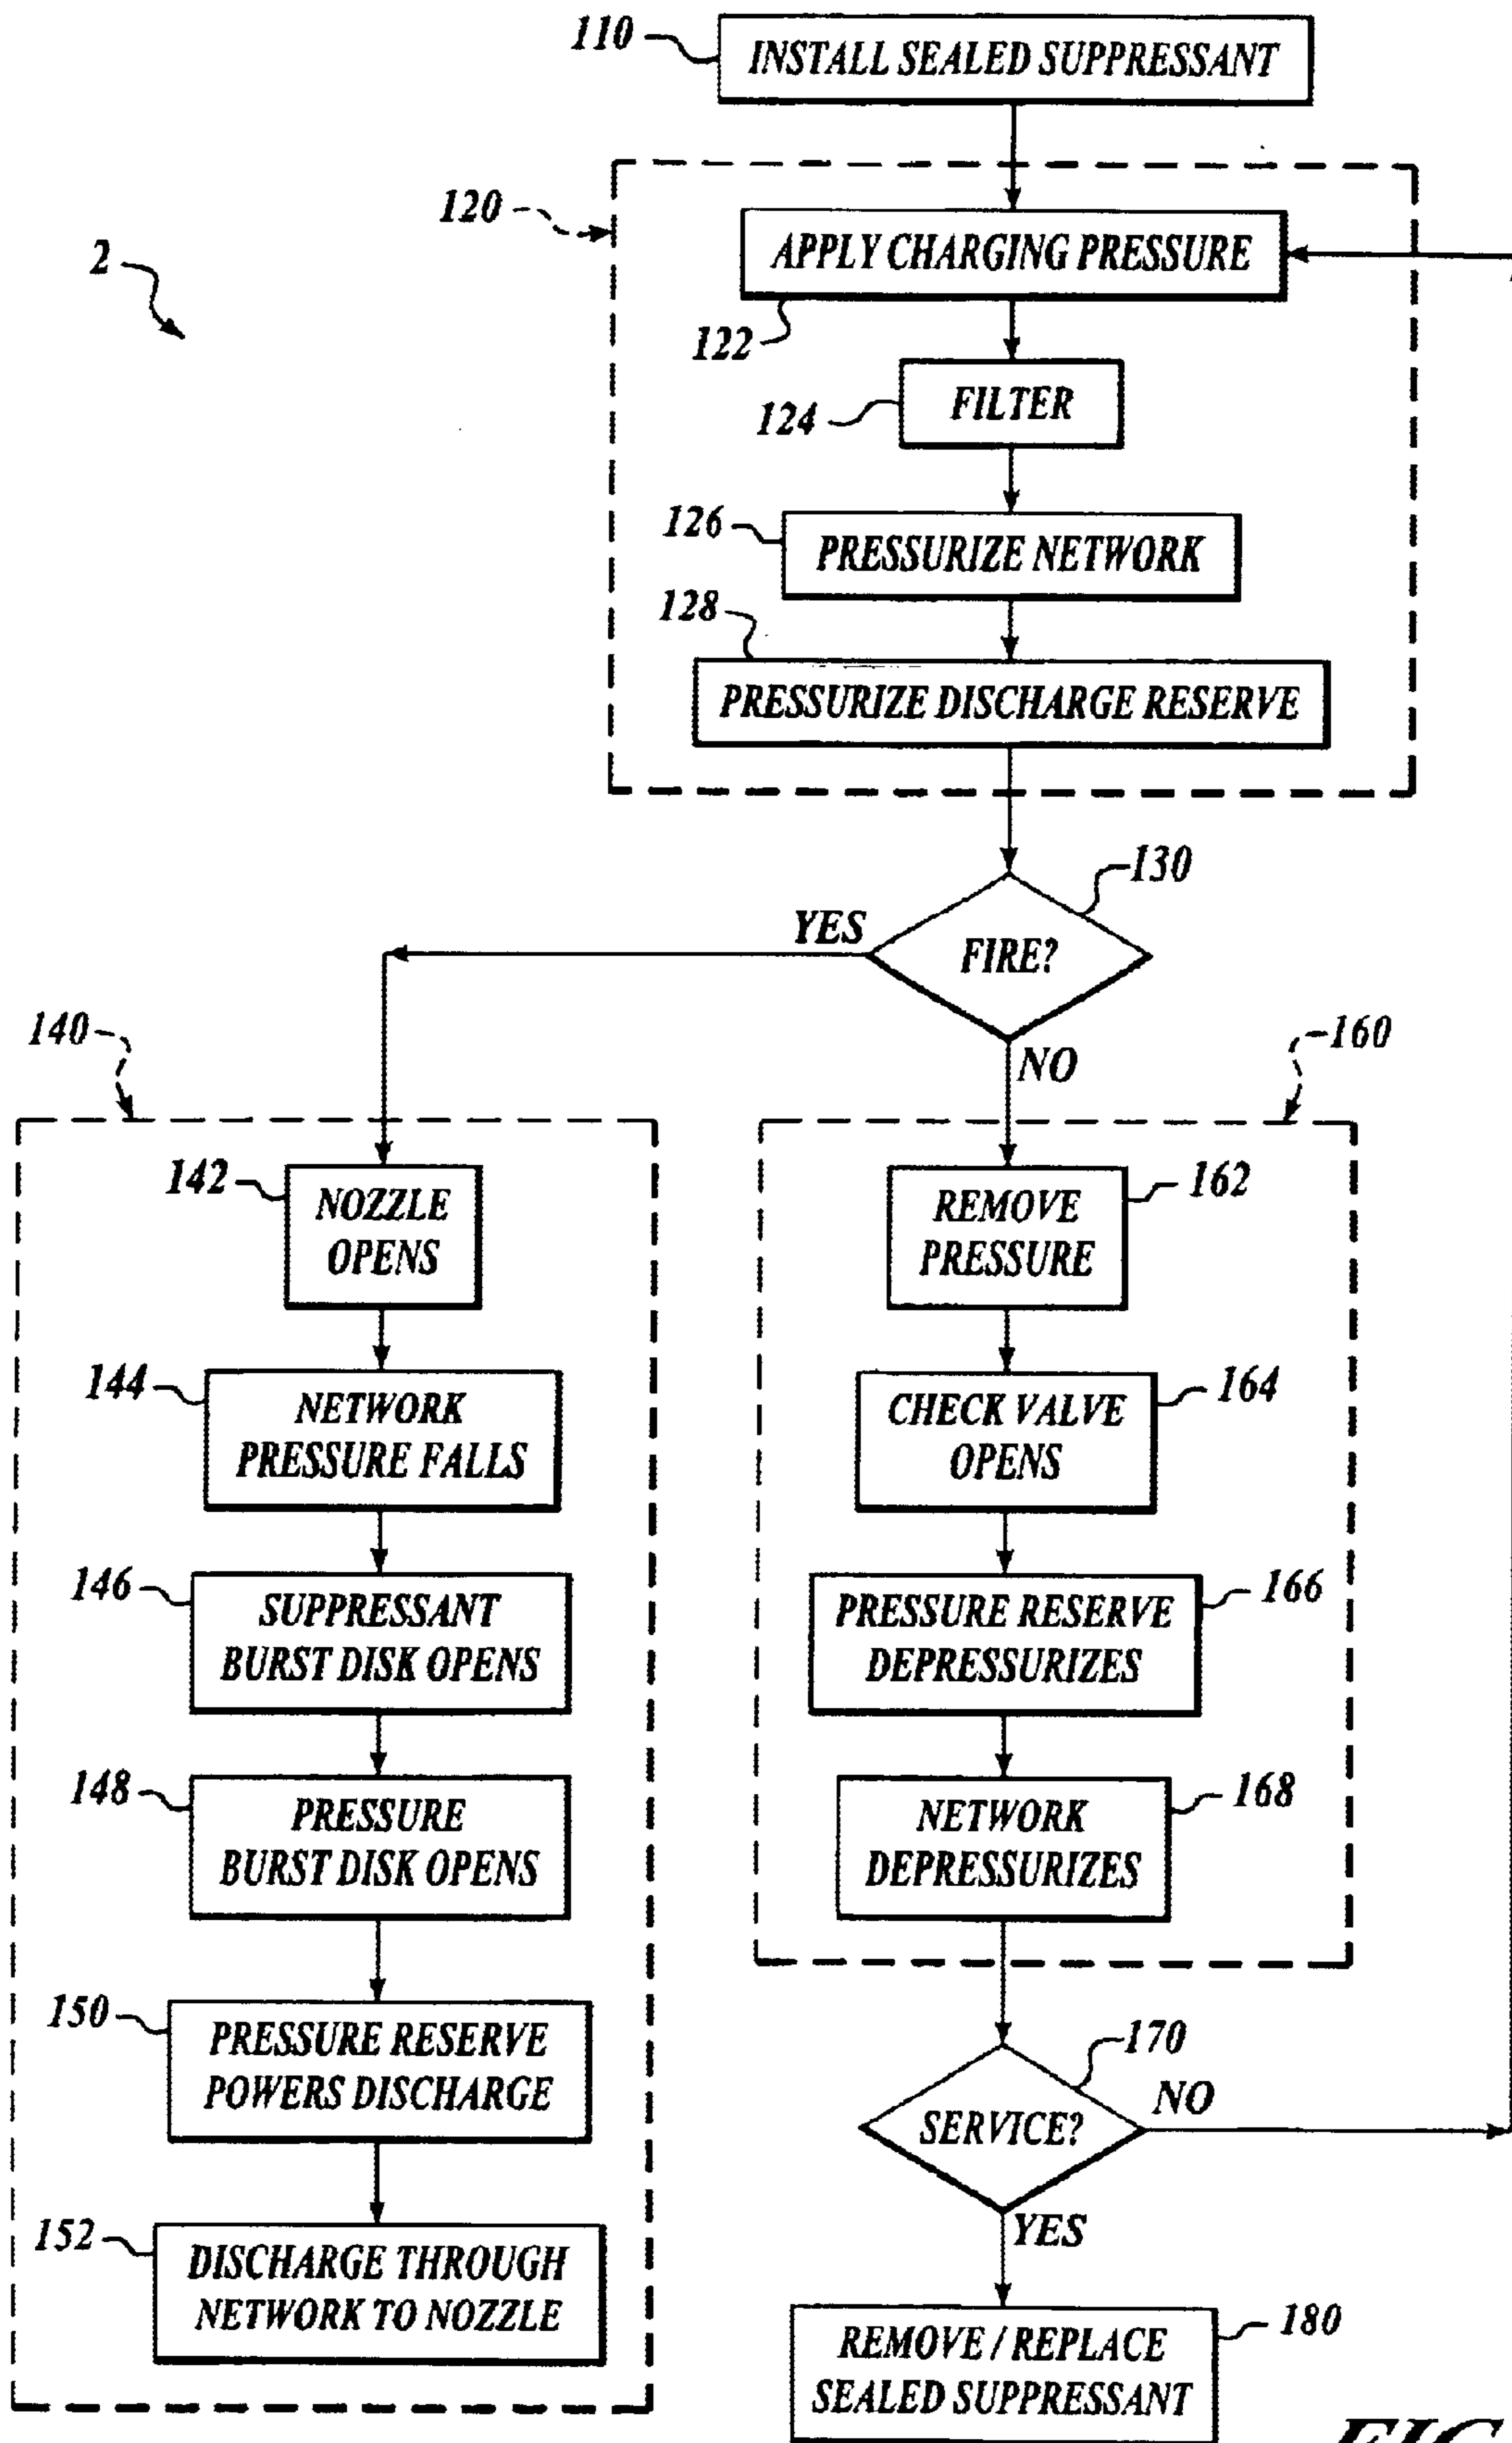 110
INSTALL SEALED SUPPRESSANT
120
2
APPLY CHARGING PRESSURE
122
FILTER
124
126
PRESSURIZE NETWORK
128
PRESSURIZE DISCHARGE RESERVE
130
YES
FIRE?
NO
140
160
142
NOZZLE
OPENS
144
NETWORK
PRESSURE FALLS
146
SUPPRESSANT
BURST DISK OPENS
148
PRESSURE
BURST DISK OPENS
150
PRESSURE RESERVE
POWERS DISCHARGE
152
DISCHARGE THROUGH
NETWORK TO NOZZLE
REMOVE
PRESSURE
162
CHECK VALVE
OPENS
164
PRESSURE RESERVE
DEPRESSURIZES
166
NETWORK
DEPRESSURIZES
168
170
SERVICE?
NO
YES
REMOVE / REPLACE
SEALED SUPPRESSANT
180